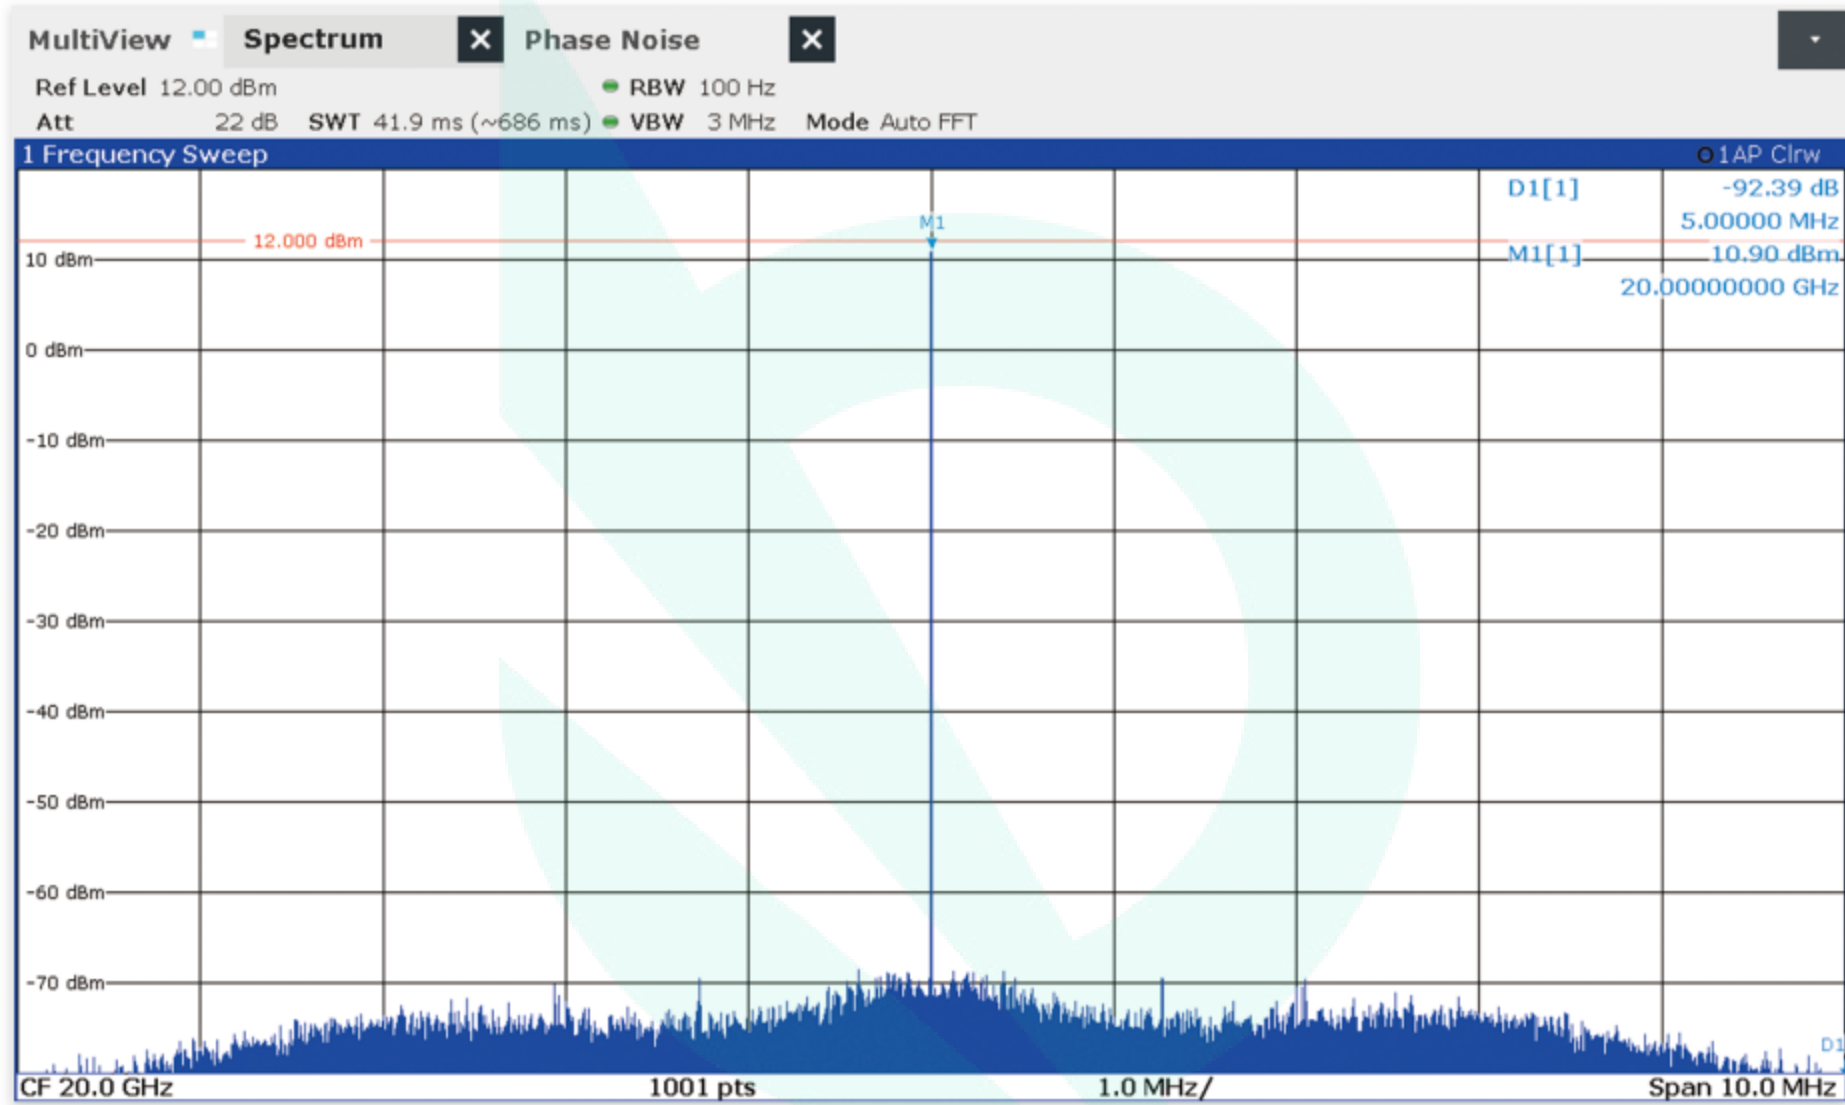 MultiView Spectrum Phase Noise
Ref Level 12.00 dBm RBW 100 Hz
Att 22 dB SWT 41.9 ms (~686 ms) VBW 3 MHz Mode Auto FFT
1 Frequency Sweep 1AP Clrw
D1[1] -92.39 dB
5.00000 MHz
M1
12.000 dBm
M1[1] 10.90 dBm
10 dBm
20.00000000 GHz
0 dBm
-10 dBm
-20 dBm
-30 dBm
-40 dBm
-50 dBm
-60 dBm
-70 dBm
D1
CF 20.0 GHz 1001 pts 1.0 MHz/ Span 10.0 MHz